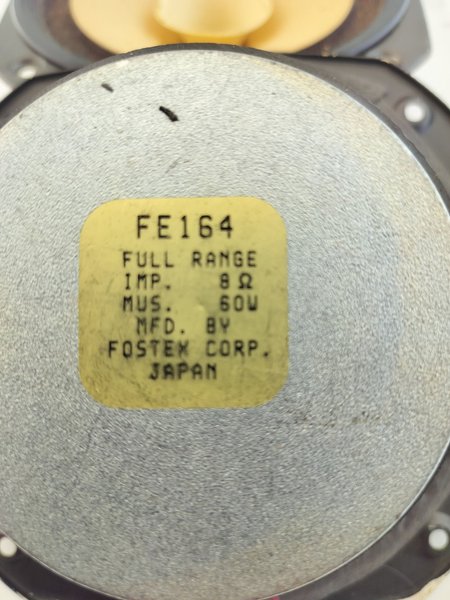 FE164
FULL RANGE
IMP. 8Ω
MUS. 60W
MFD. BY
FOSTEX CORP.
JAPAN